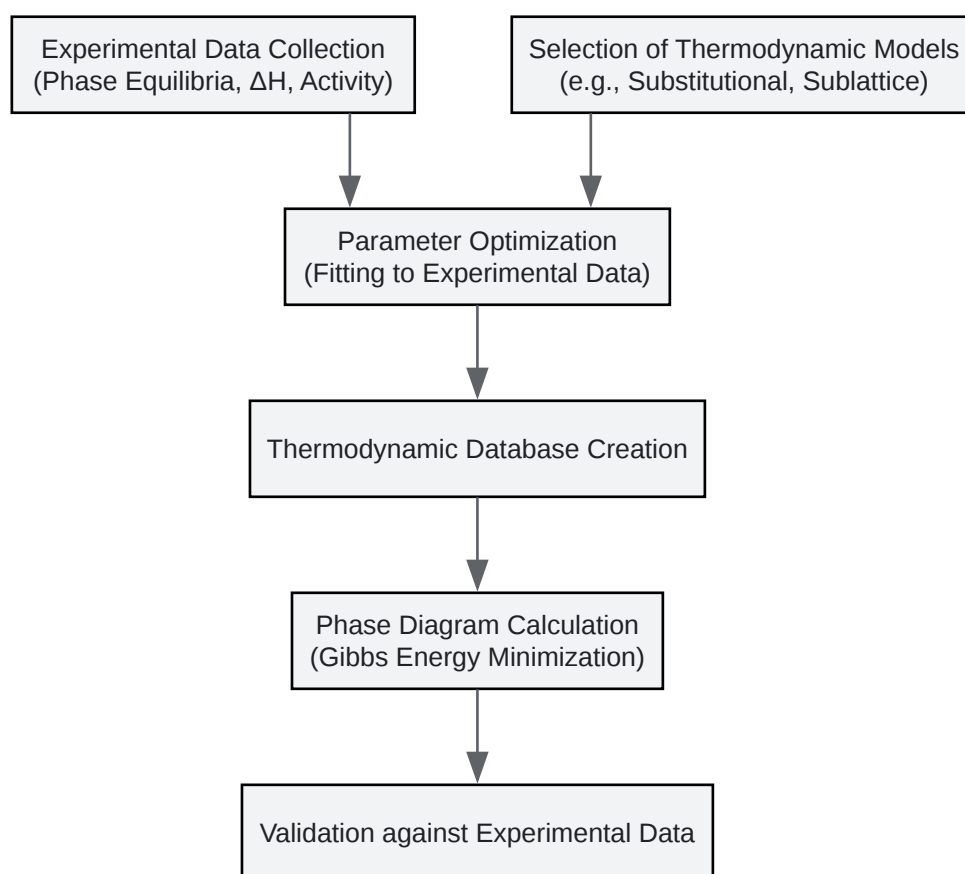 Experimental Data Collection
(Phase Equilibria, ΔH, Activity)
Selection of Thermodynamic Models
(e.g., Substitutional, Sublattice)
Parameter Optimization
(Fitting to Experimental Data)
Thermodynamic Database Creation
Phase Diagram Calculation
(Gibbs Energy Minimization)
Validation against Experimental Data